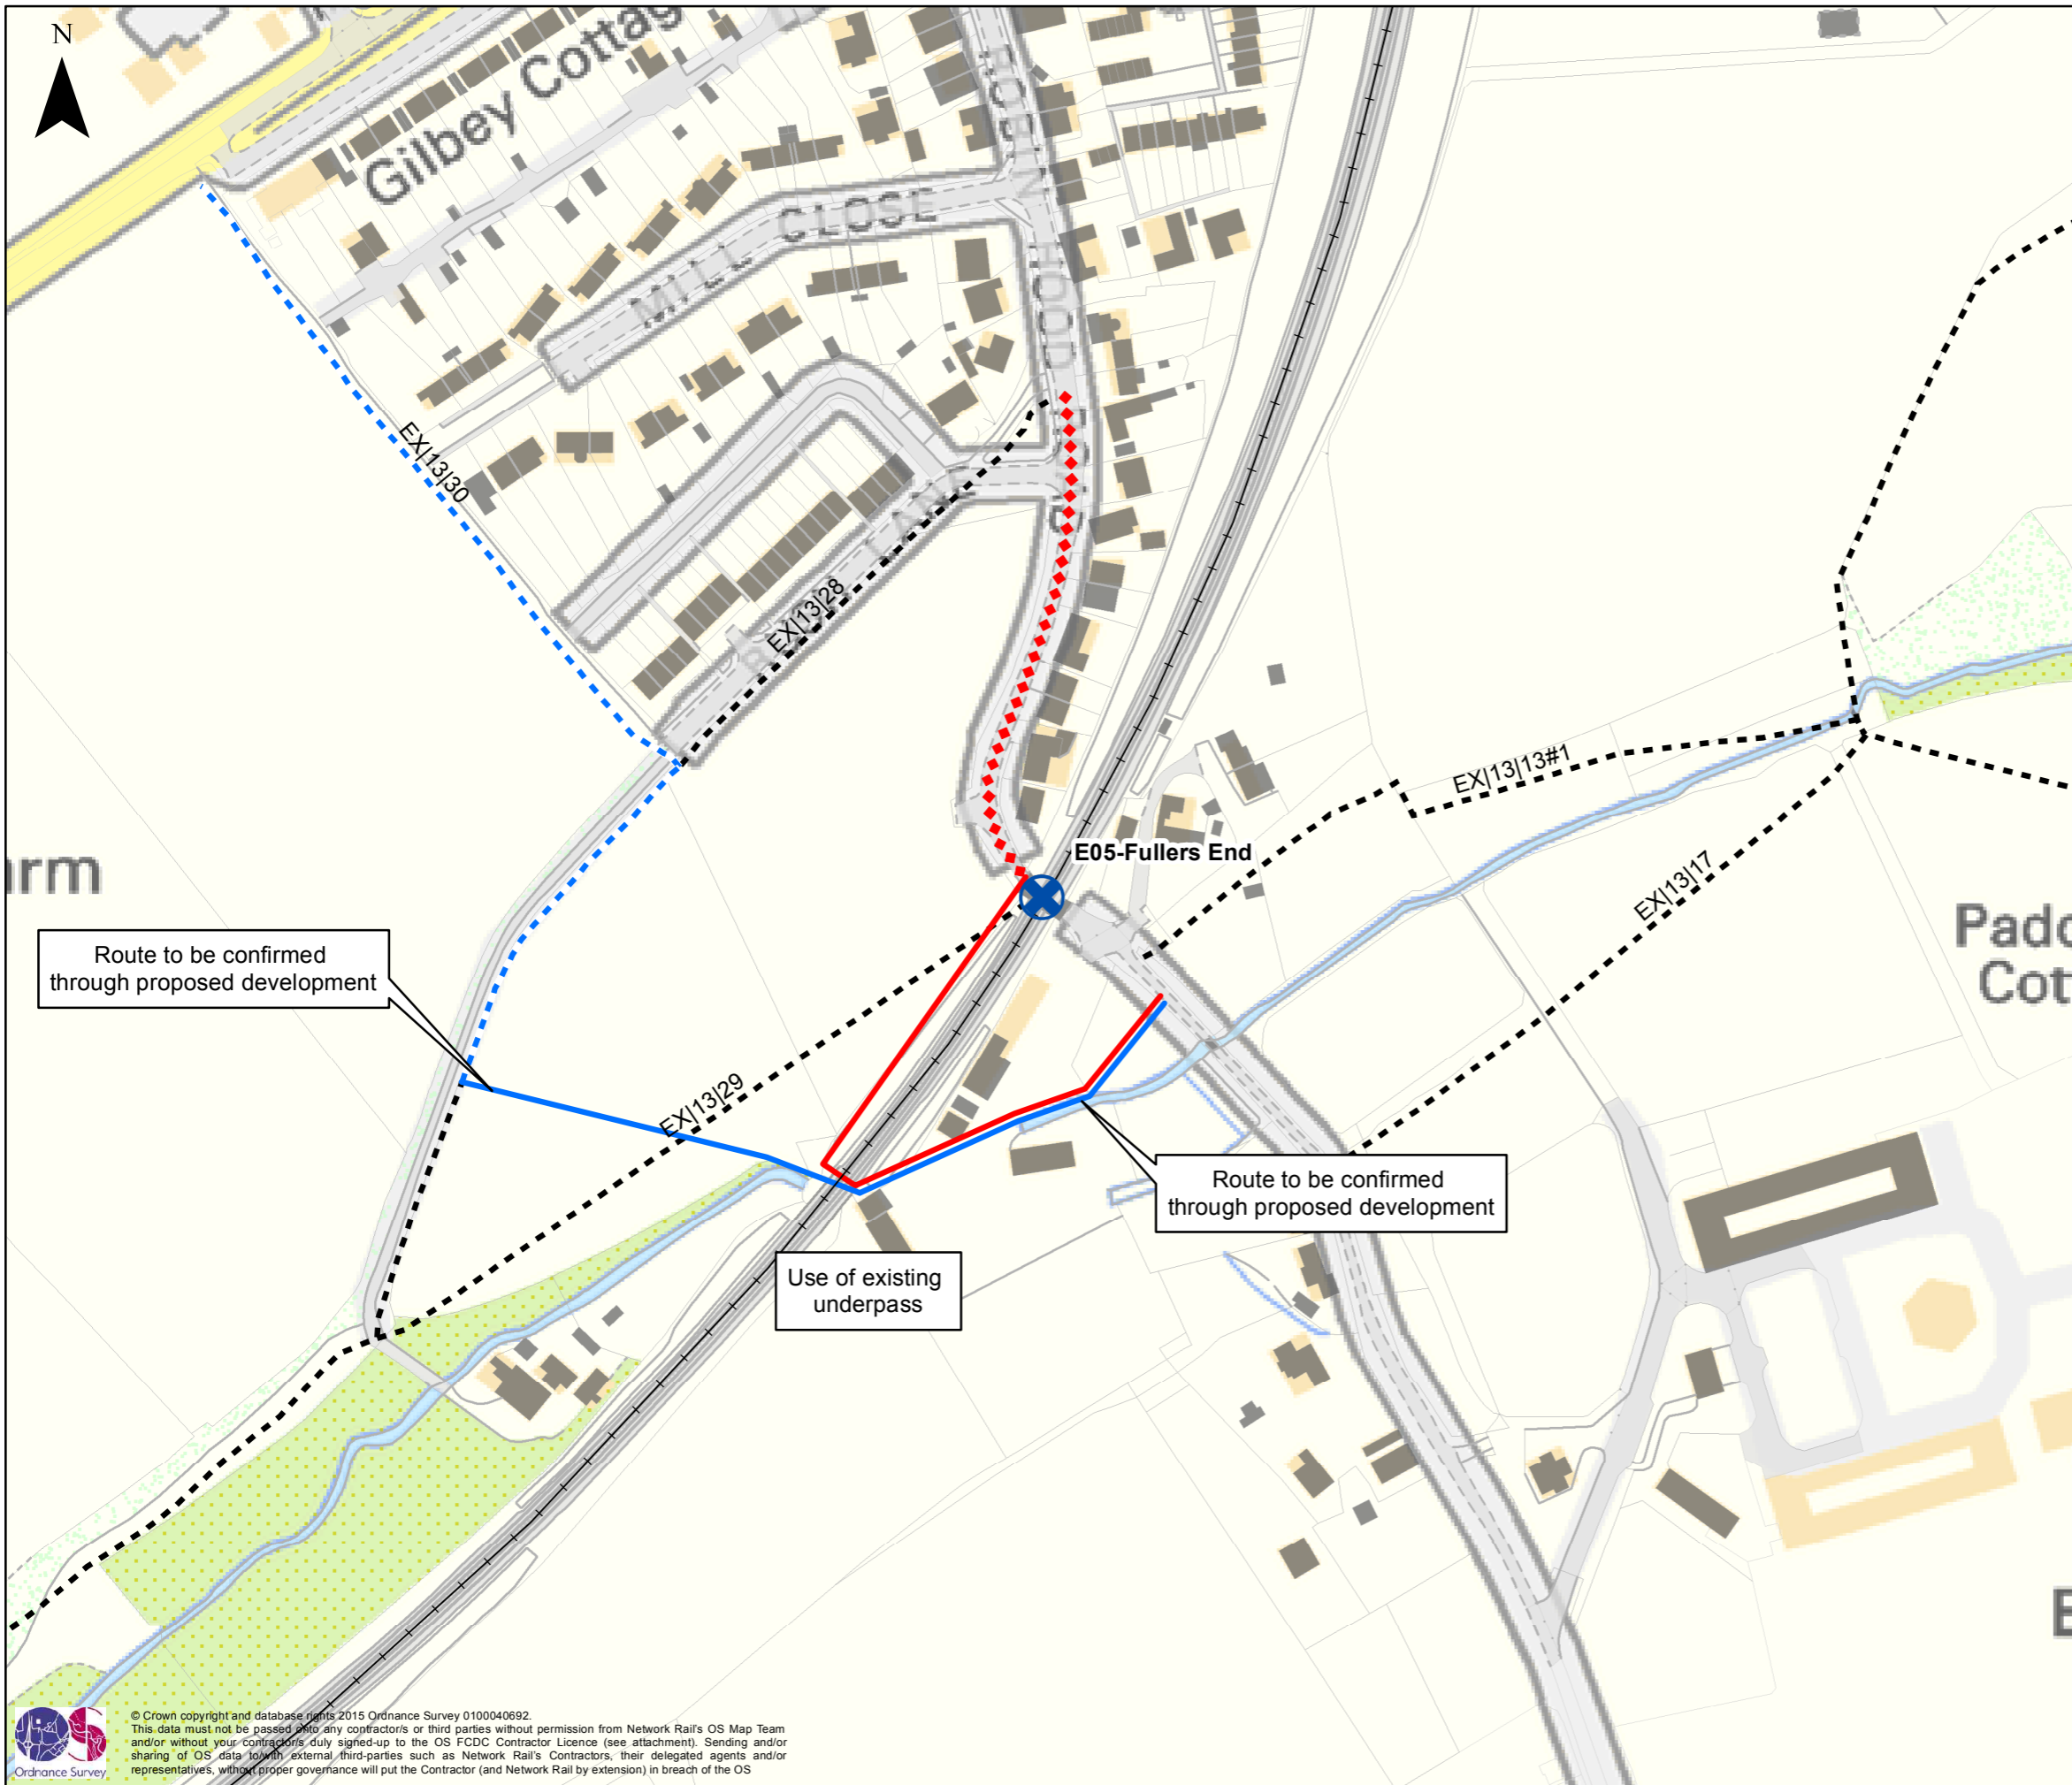 N
Gilbey Cottag
ROBIN HOOD ROAD
MILL CLOSE
LANE
EX|13|30
EX|13|28
EX|13|13#1
EX|13|17
E05-Fullers End
arm
Padd
Cot
Route to be confirmed
through proposed development
EX|13|29
Route to be confirmed
through proposed development
Use of existing
underpass
E
Ordnance Survey
© Crown copyright and database rights 2015 Ordnance Survey 0100040692.
This data must not be passed onto any contractor/s or third parties without permission from Network Rail's OS Map Team
and/or without your contractor/s duly signed-up to the OS FCDC Contractor Licence (see attachment). Sending and/or
sharing of OS data to/with external third-parties such as Network Rail's Contractors, their delegated agents and/or
representatives, without proper governance will put the Contractor (and Network Rail by extension) in breach of the OS